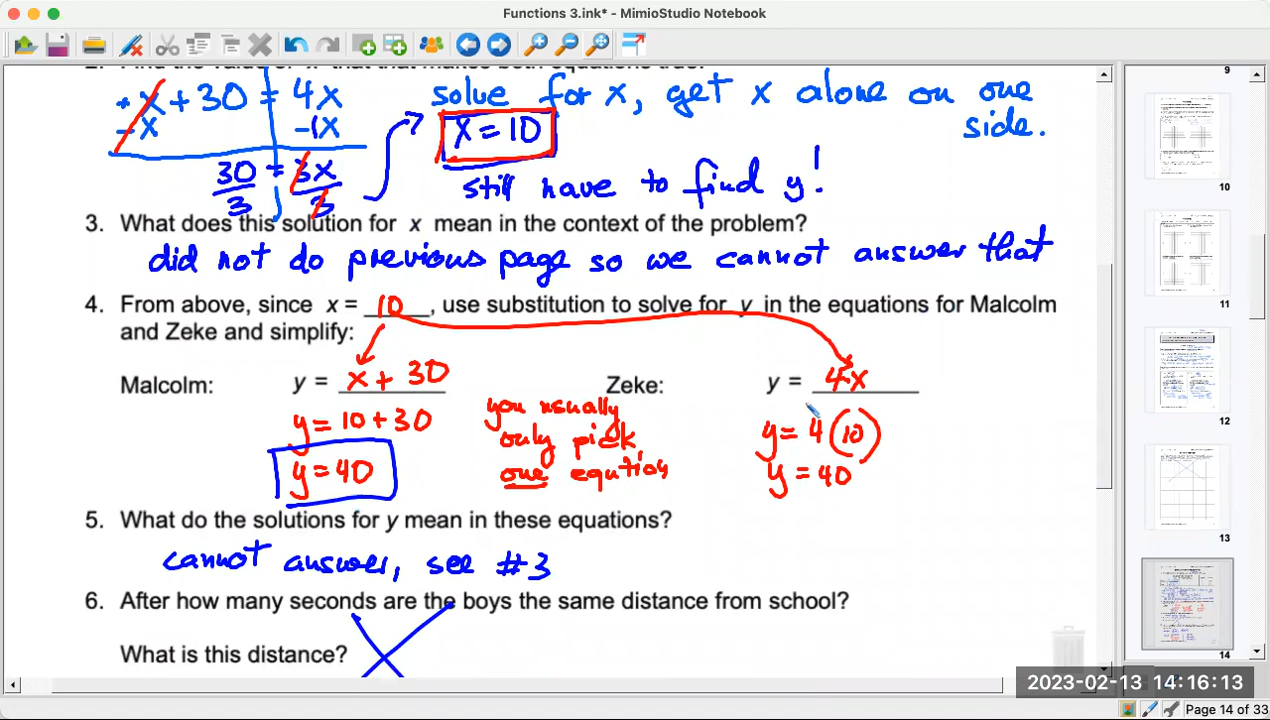 Functions 3.ink* - MimioStudio Notebook
+x + 30 = 4x
-x -1x
30 = 3x
3 3
solve for x, get x alone on one
side.
x = 10
still have to find y!
3. What does this solution for x mean in the context of the problem?
did not do previous page so we cannot answer that
4. From above, since x = 10, use substitution to solve for y in the equations for Malcolm
and Zeke and simplify:
Malcolm: y = x + 30 Zeke: y = 4x
y = 10 + 30
y = 40
you usually
only pick
one eqution
y = 4(10)
y = 40
5. What do the solutions for y mean in these equations?
cannot answer, see #3
6. After how many seconds are the boys the same distance from school?
What is this distance?
9
10
11
12
13
14
2023-02-13 14:16:13
Page 14 of 33